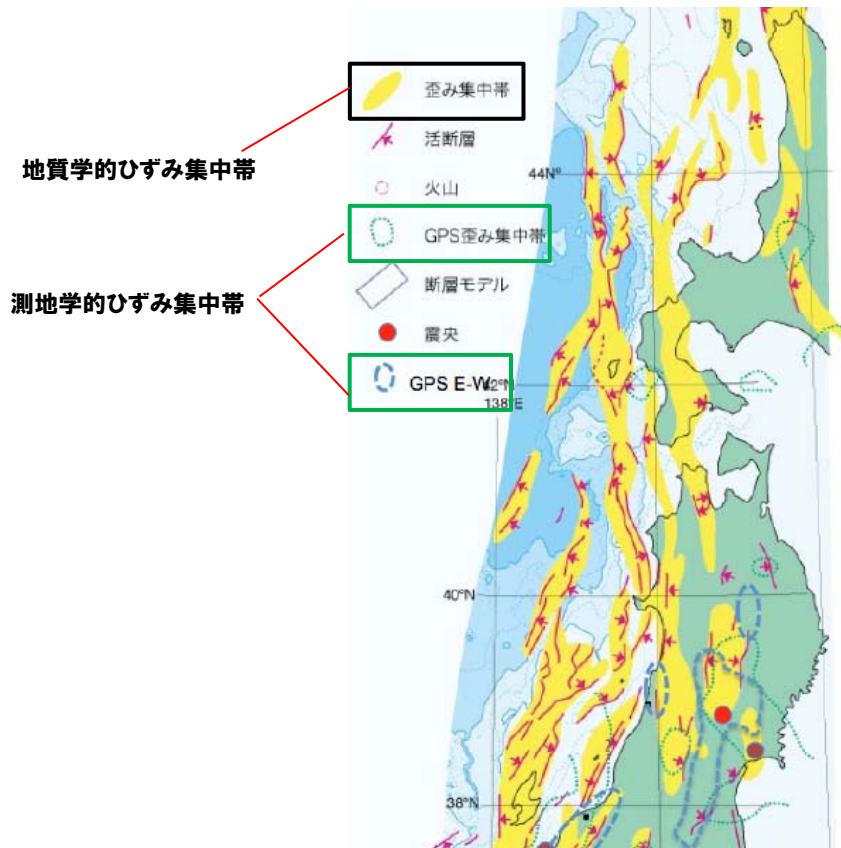 歪み集中帯
活断層
地質学的ひずみ集中帯
火山
44N°
GPS歪み集中帯
断層モデル
測地学的ひずみ集中帯
震央
GPS E-W
42°N
138°E
40°N
38°N